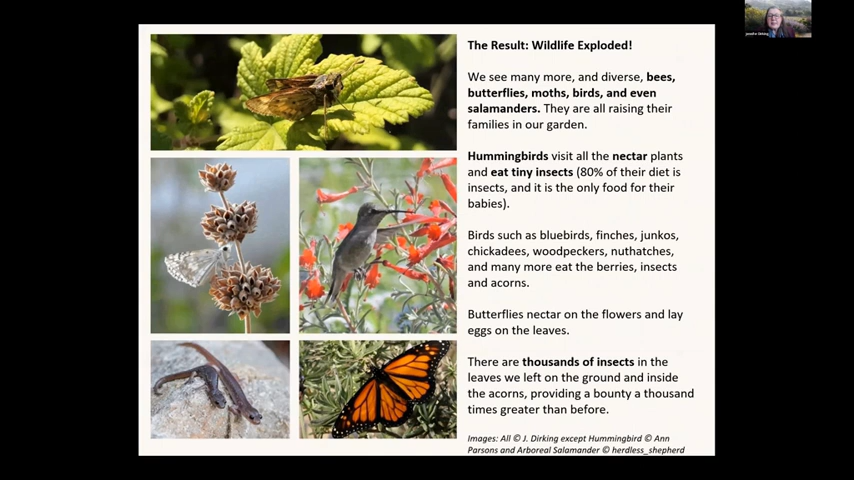 The Result: Wildlife Exploded!
We see many more, and diverse, bees,
butterflies, moths, birds, and even
salamanders. They are all raising their
families in our garden.
Hummingbirds visit all the nectar plants
and eat tiny insects (80% of their diet is
insects, and it is the only food for their
babies).
Birds such as bluebirds, finches, junkos,
chickadees, woodpeckers, nuthatches,
and many more eat the berries, insects
and acorns.
Butterflies nectar on the flowers and lay
eggs on the leaves.
There are thousands of insects in the
leaves we left on the ground and inside
the acorns, providing a bounty a thousand
times greater than before.
Images: All © J. Dirking except Hummingbird © Ann
Parsons and Arboreal Salamander © herdless_shepherd